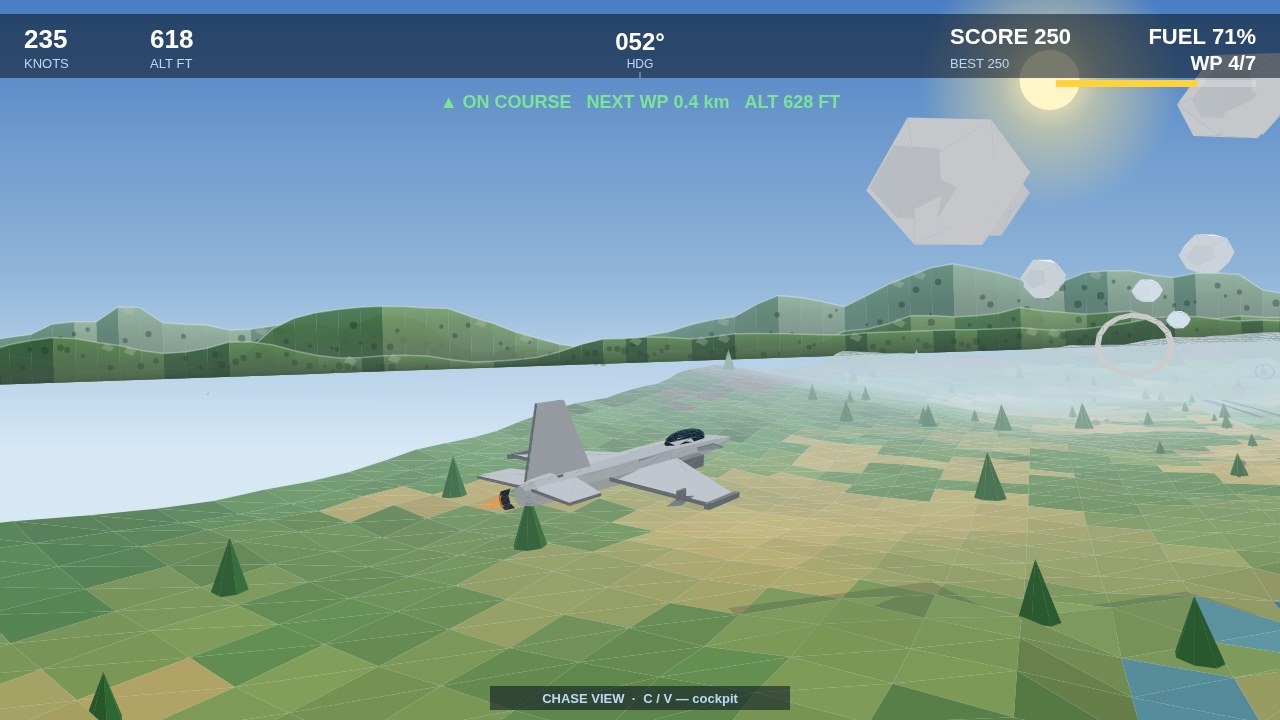 235
KNOTS
618
ALT FT
052°
HDG
SCORE 250
BEST 250
FUEL 71%
WP 4/7
▲ ON COURSE NEXT WP 0.4 km ALT 628 FT
CHASE VIEW · C / V — cockpit